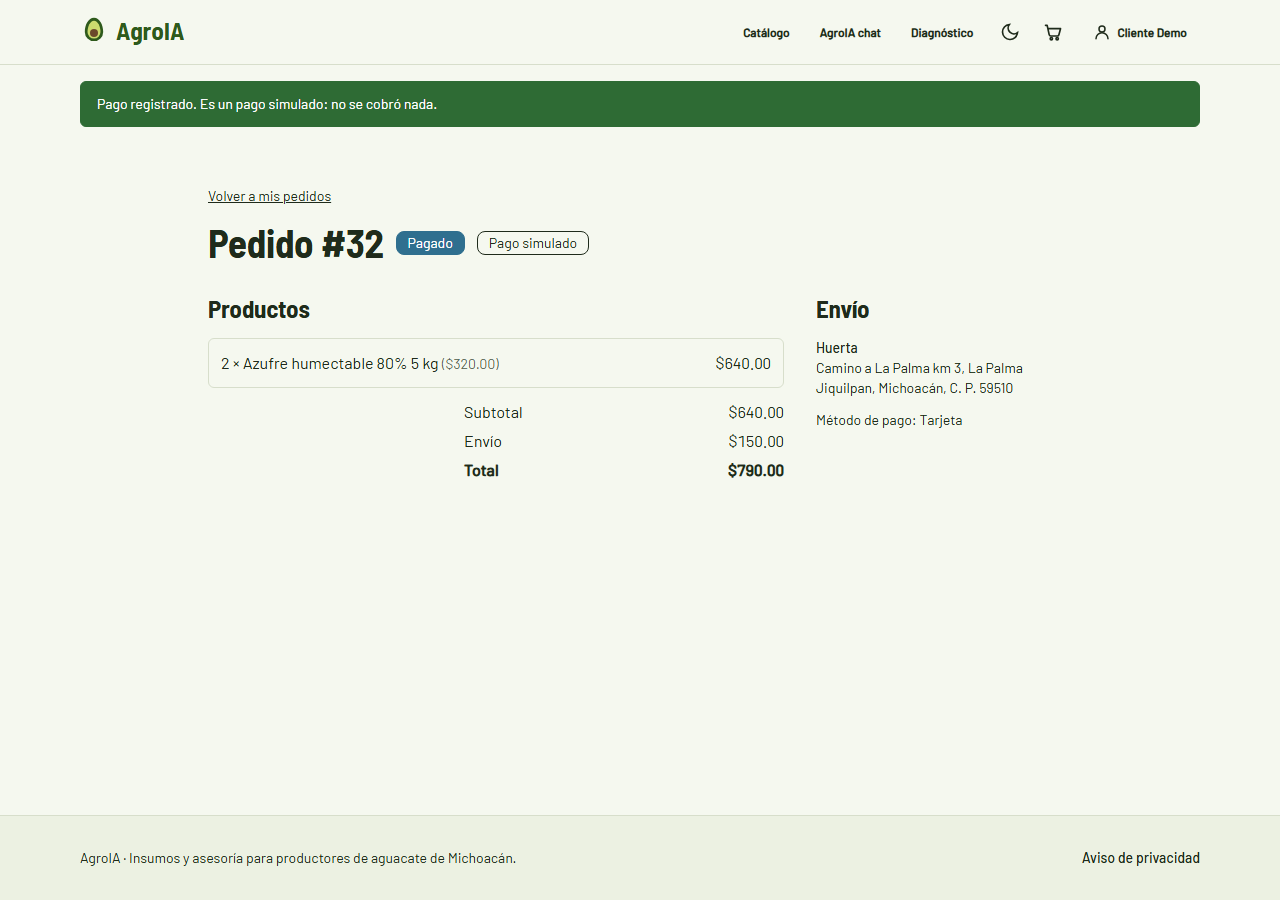 AgroIA
Catálogo
AgroIA chat
Diagnóstico
Cliente Demo
Pago registrado. Es un pago simulado: no se cobró nada.
Volver a mis pedidos
Pedido #32
Pagado
Pago simulado
Productos
2 × Azufre humectable 80% 5 kg ($320.00)
$640.00
Subtotal
$640.00
Envío
$150.00
Total
$790.00
Envío
Huerta
Camino a La Palma km 3, La Palma
Jiquilpan, Michoacán, C. P. 59510
Método de pago: Tarjeta
AgroIA · Insumos y asesoría para productores de aguacate de Michoacán.
Aviso de privacidad